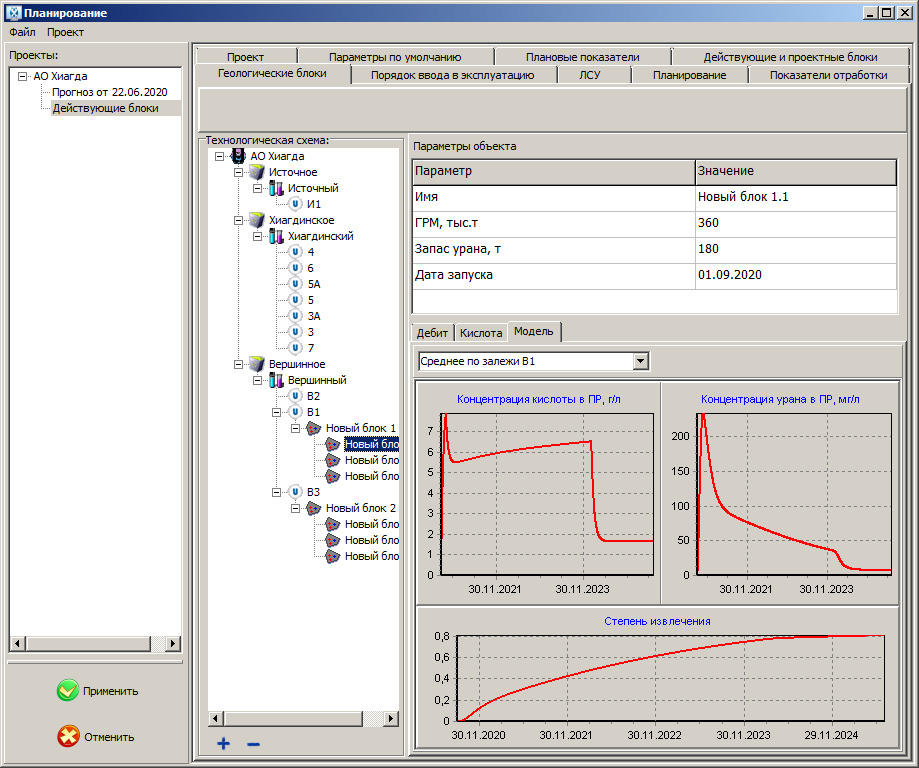 Планирование
Файл Проект
Проекты:
АО Хиагда
Прогноз от 22.06.2020
Действующие блоки
Применить
Отменить
Проект Параметры по умолчанию Плановые показатели Действующие и проектные блоки
Геологические блоки Порядок ввода в эксплуатацию ЛСУ Планирование Показатели отработки
Технологическая схема:
АО Хиагда
Источное
Источный
И1
Хиагдинское
Хиагдинский
4
6
5А
5
3А
3
7
Вершинное
Вершинный
В2
В1
Новый блок 1
Новый бло
Новый бло
Новый бло
В3
Новый блок 2
Новый бло
Новый бло
Новый бло
Параметры объекта
Параметр Значение
Имя Новый блок 1.1
ГРМ, тыс.т 360
Запас урана, т 180
Дата запуска 01.09.2020
Дебит Кислота Модель
Среднее по залежи В1
Концентрация кислоты в ПР, г/л
7
6
5
4
3
2
1
0
30.11.2021 30.11.2023
Концентрация урана в ПР, мг/л
200
150
100
50
0
30.11.2021 30.11.2023
Степень извлечения
0,8
0,6
0,4
0,2
0
30.11.2020 30.11.2021 30.11.2022 30.11.2023 29.11.2024